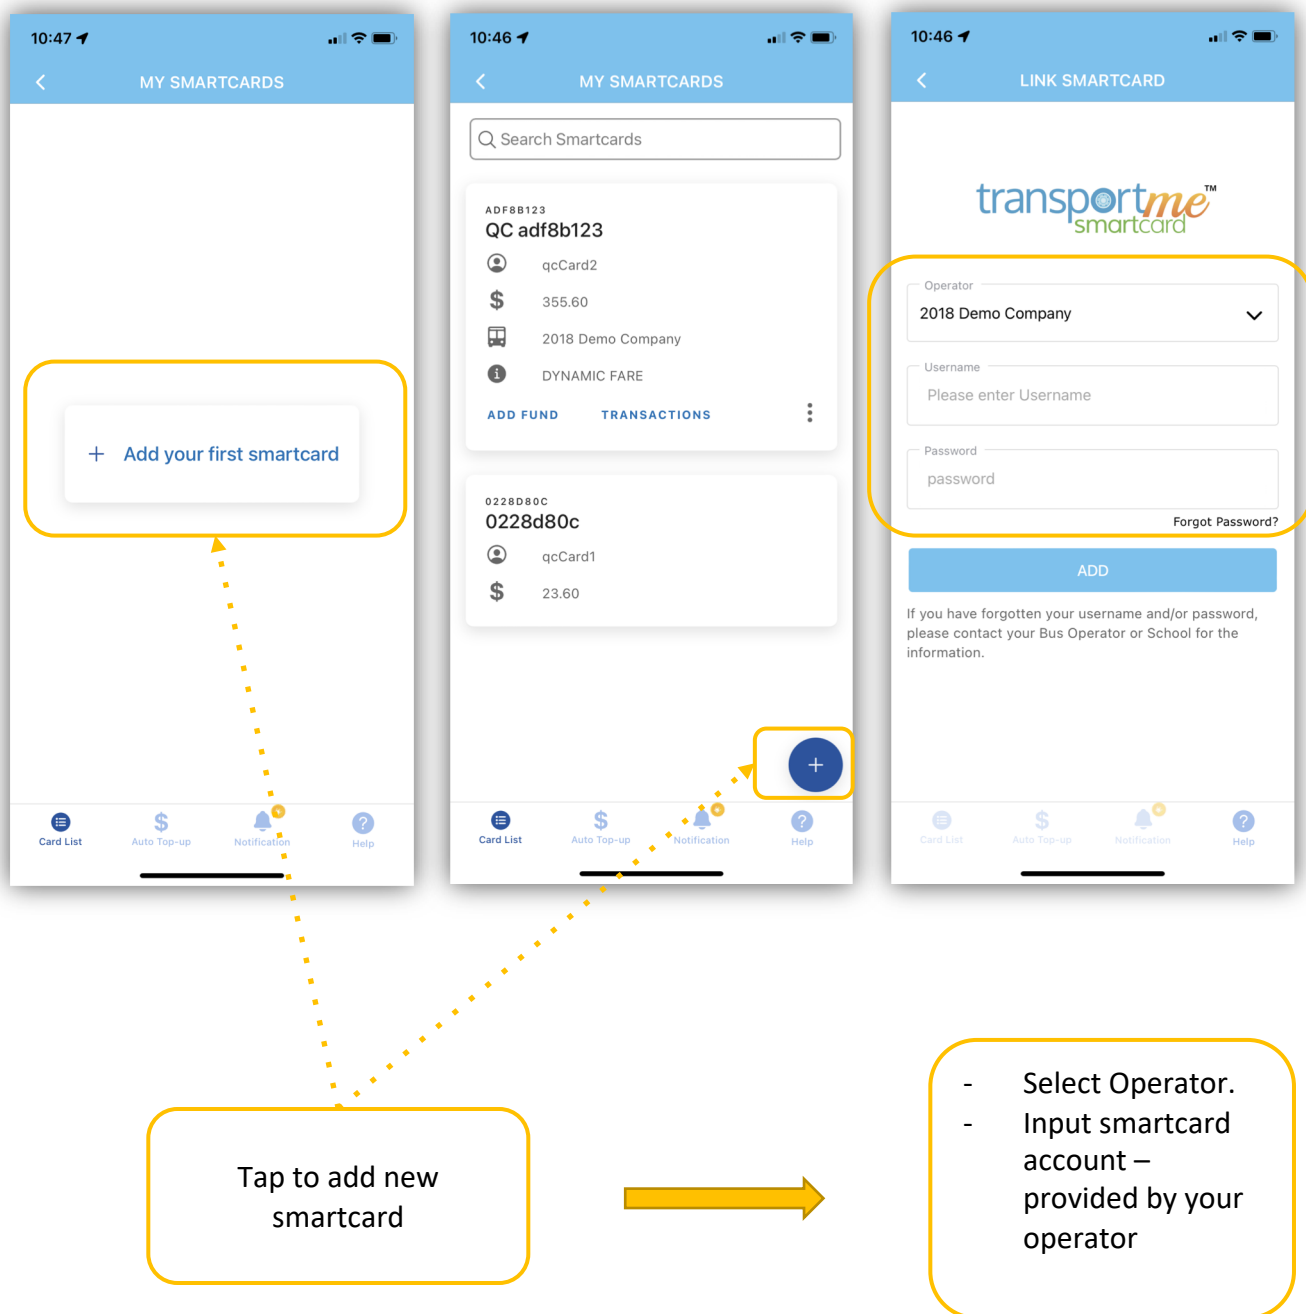 10:47
MY SMARTCARDS
+ Add your first smartcard
Card List
Auto Top-up
Notification
Help
10:46
MY SMARTCARDS
Search Smartcards
ADF8B123
QC adf8b123
qcCard2
$ 355.60
2018 Demo Company
DYNAMIC FARE
ADD FUND TRANSACTIONS
0228D80C
0228d80c
qcCard1
$ 23.60
+
Card List
Auto Top-up
Notification
Help
10:46
LINK SMARTCARD
transportme™
smartcard
Operator
2018 Demo Company
Username
Please enter Username
Password
password
Forgot Password?
ADD
If you have forgotten your username and/or password,
please contact your Bus Operator or School for the
information.
Card List
Auto Top-up
Notification
Help
Tap to add new
smartcard
- Select Operator.
- Input smartcard
account –
provided by your
operator